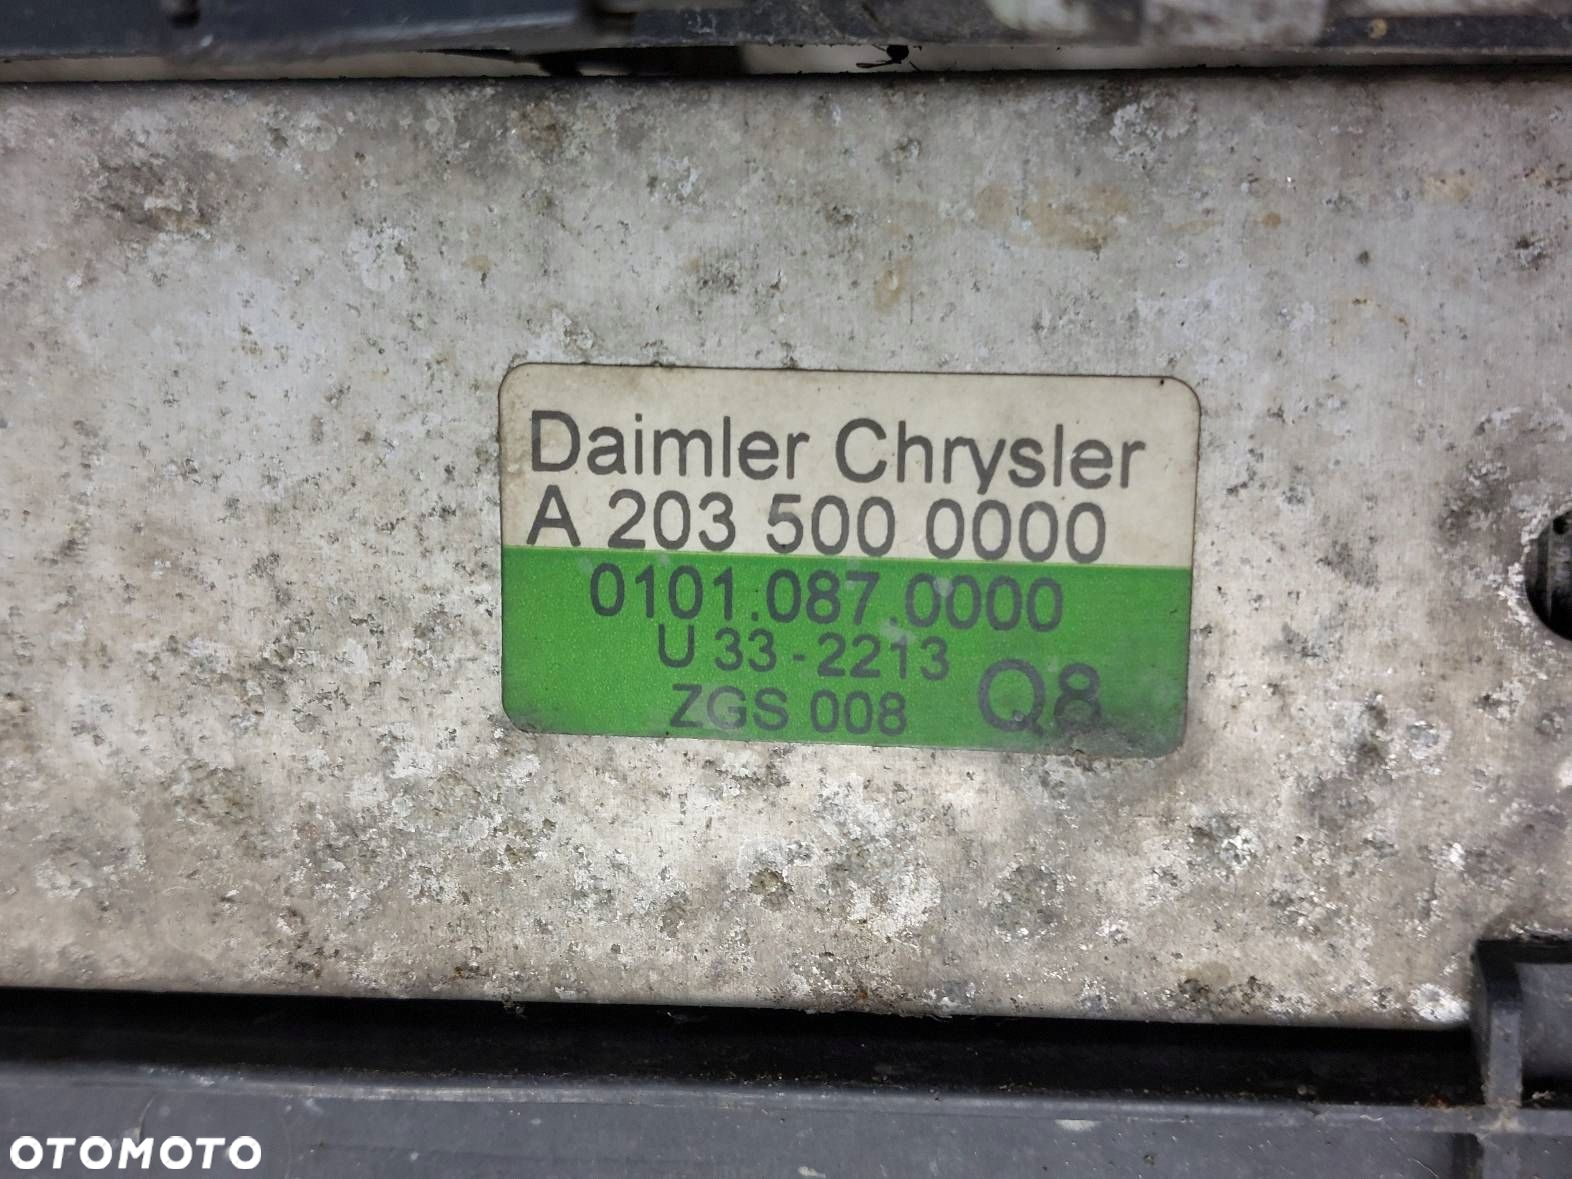 Daimler Chrysler
A 203 500 0000
0101.087.0000
U 33 - 2213
ZGS 008 Q8
OTOMOTO